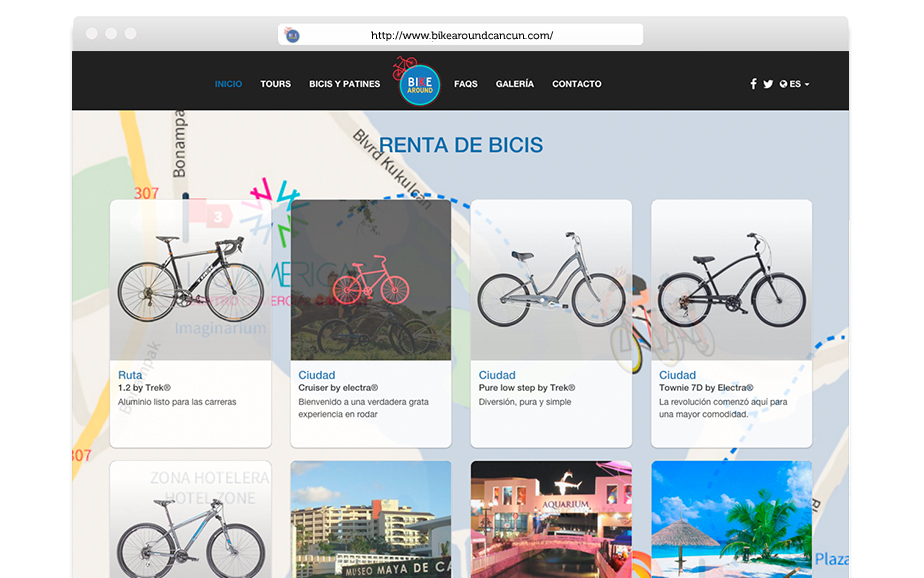 http://www.bikearoundcancun.com/
INICIO TOURS BICIS Y PATINES BIKE AROUND FAQS GALERÍA CONTACTO ES
Bonampak
Blvrd Kukulcan
RENTA DE BICIS
307
3
TREK
Imaginarium
Ruta
1.2 by Trek®
Aluminio listo para las carreras
Ciudad
Cruiser by electra®
Bienvenido a una verdadera grata
experiencia en rodar
Ciudad
Pure low step by Trek®
Diversión, pura y simple
Ciudad
Townie 7D by Electra®
La revolución comenzó aquí para
una mayor comodidad.
307
ZONA HOTELERA
HOTEL ZONE
MUSEO MAYA DE CA
AQUARIUM
Plaza